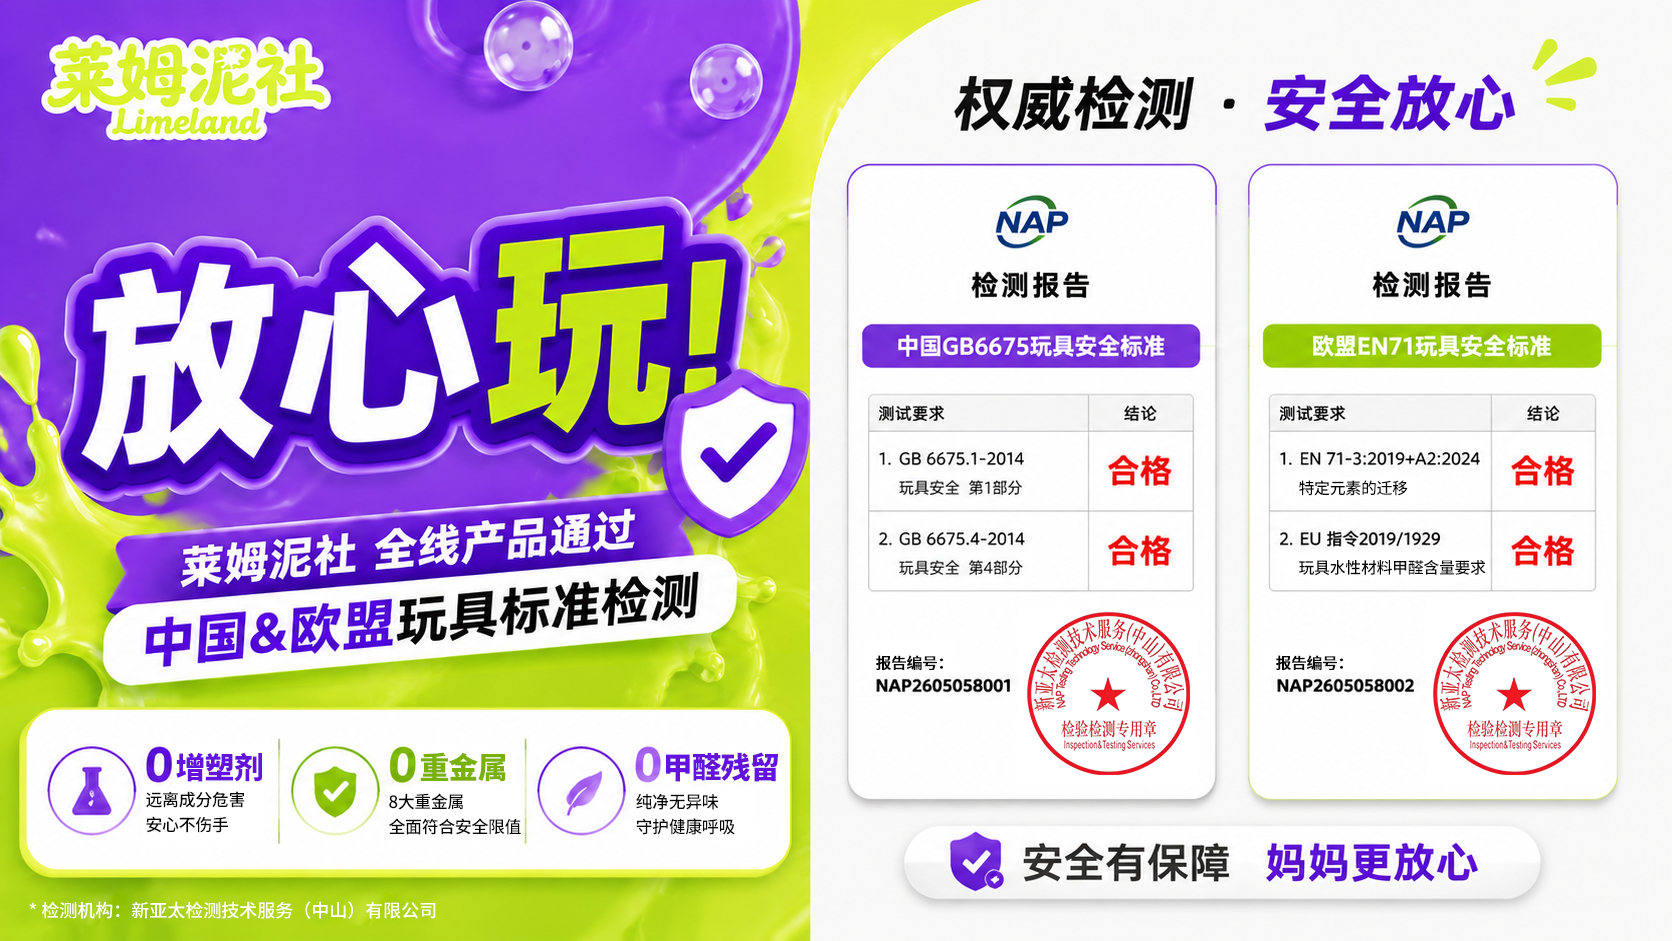 莱姆泥社
Limeland
放心玩!
莱姆泥社 全线产品通过
中国&欧盟玩具标准检测
0增塑剂
远离成分危害
安心不伤手
0重金属
8大重金属
全面符合安全限值
0甲醛残留
纯净无异味
守护健康呼吸
* 检测机构：新亚太检测技术服务（中山）有限公司
权威检测 · 安全放心
NAP
检测报告
中国GB6675玩具安全标准
测试要求 结论
1. GB 6675.1-2014
玩具安全 第1部分
合格
2. GB 6675.4-2014
玩具安全 第4部分
合格
报告编号：
NAP2605058001
新亚太检测技术服务(中山)有限公司
NAP Testing Technology Service (zhongshan) Co.,LTD
检验检测专用章
Inspection&Testing Services
NAP
检测报告
欧盟EN71玩具安全标准
测试要求 结论
1. EN 71-3:2019+A2:2024
特定元素的迁移
合格
2. EU 指令2019/1929
玩具水性材料甲醛含量要求
合格
报告编号：
NAP2605058002
新亚太检测技术服务(中山)有限公司
NAP Testing Technology Service (zhongshan) Co.,LTD
检验检测专用章
Inspection&Testing Services
安全有保障 妈妈更放心